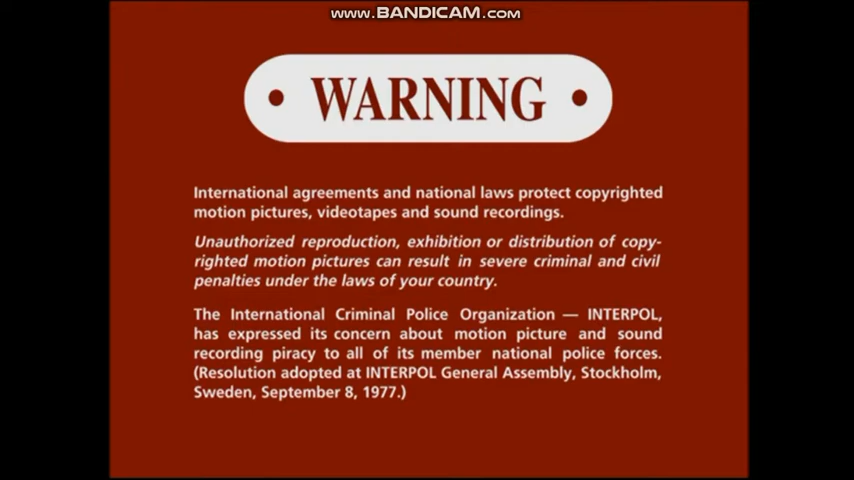 www.BANDICAM.com
• WARNING •
International agreements and national laws protect copyrighted
motion pictures, videotapes and sound recordings.
Unauthorized reproduction, exhibition or distribution of copy-
righted motion pictures can result in severe criminal and civil
penalties under the laws of your country.
The International Criminal Police Organization — INTERPOL,
has expressed its concern about motion picture and sound
recording piracy to all of its member national police forces.
(Resolution adopted at INTERPOL General Assembly, Stockholm,
Sweden, September 8, 1977.)